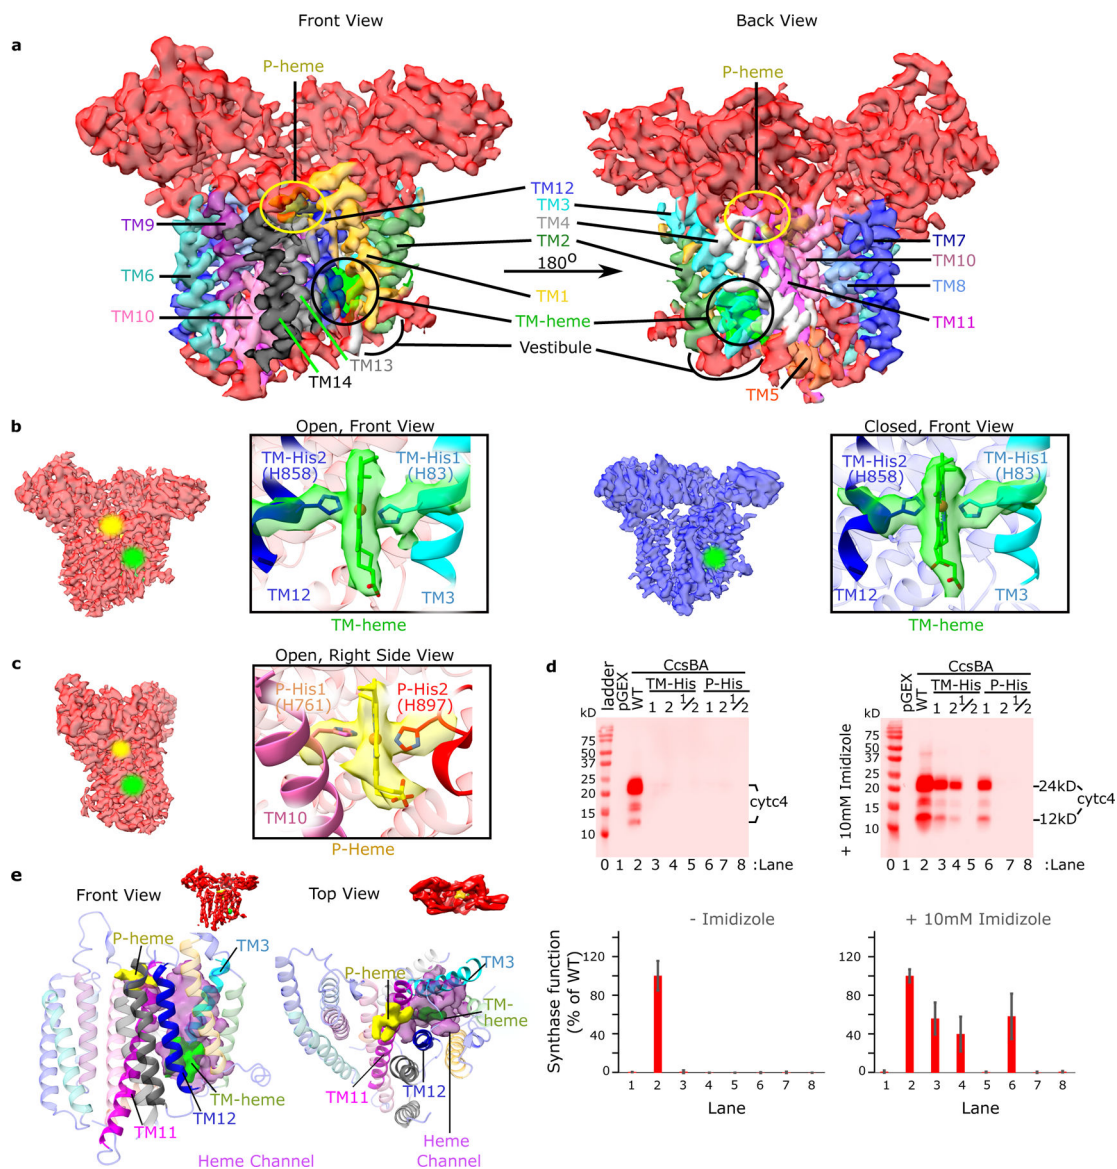 Front View
Back View
a
P-heme
P-heme
TM9
TM6
TM10
TM12
TM3
TM4
TM2
180o
TM1
TM-heme
Vestibule
TM13
TM14
TM7
TM10
TM8
TM11
TM5
b
Open, Front View
TM-His2
(H858)
TM-His1
(H83)
TM12
TM3
TM-heme
Closed, Front View
TM-His2
(H858)
TM-His1
(H83)
TM12
TM3
TM-heme
c
Open, Right Side View
P-His1
(H761)
P-His2
(H897)
TM10
P-Heme
d
ladder
pGEX
WT
CcsBA
TM-His
P-His
1 2 1/2 1 2 1/2
kD
75
50
37
25
20
15
10
cytc4
0 1 2 3 4 5 6 7 8 :Lane
+ 10mM Imidizole
ladder
pGEX
WT
CcsBA
TM-His
P-His
1 2 1/2 1 2 1/2
kD
75
50
37
25
20
15
10
24kD
12kD
cytc4
0 1 2 3 4 5 6 7 8 :Lane
e
Front View
P-heme
TM3
TM-heme
TM12
TM11
Heme Channel
Top View
P-heme
TM3
TM-
heme
TM12
TM11
Heme
Channel
- Imidizole
Synthase function
(% of WT)
120
80
40
0
1 2 3 4 5 6 7 8
Lane
+ 10mM Imidizole
120
80
40
0
1 2 3 4 5 6 7 8
Lane